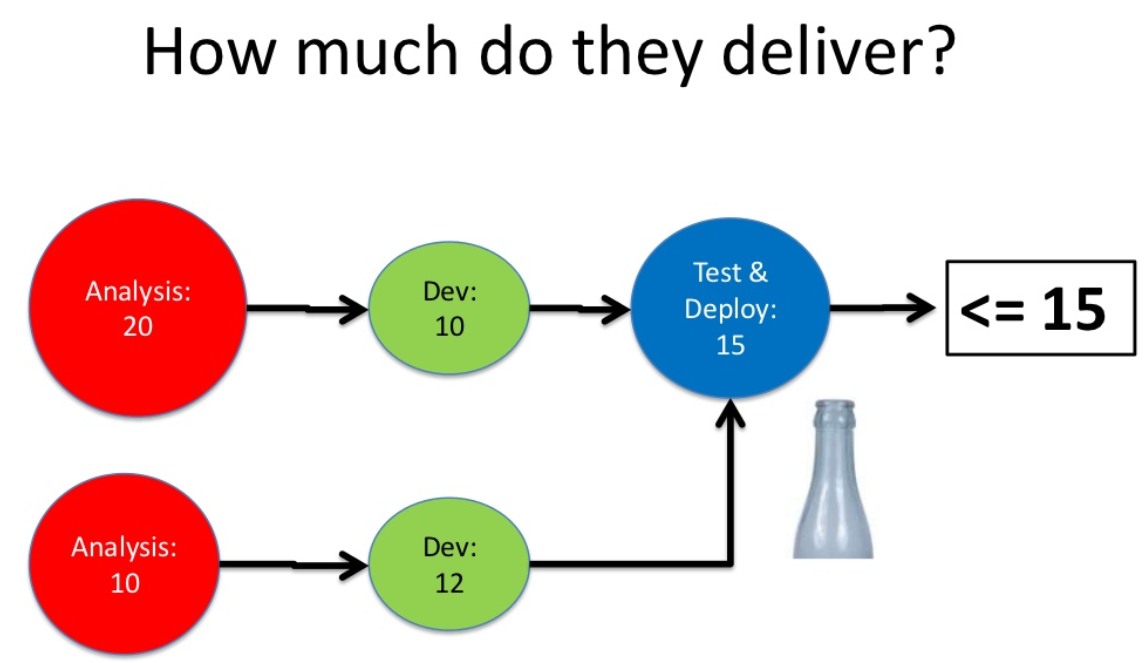 How much do they deliver?
Analysis:
20
Dev:
10
Test &
Deploy:
15
<= 15
Analysis:
10
Dev:
12